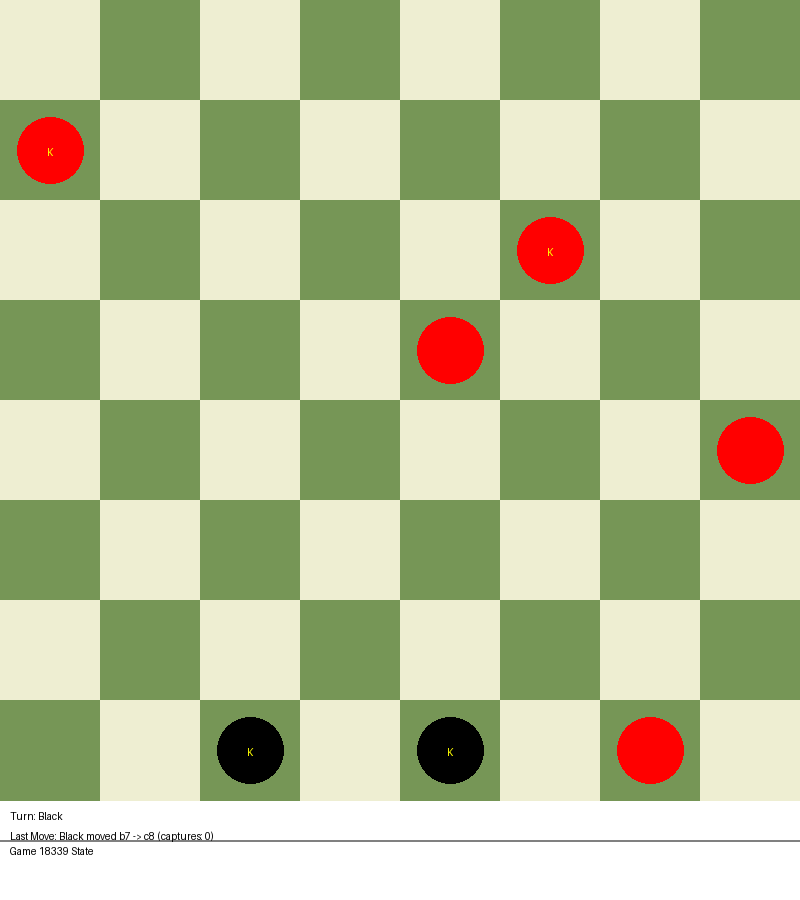 K
K
K K
Turn: Black
Last Move: Black moved b7 -> c8 (captures: 0)
Game 18339 State